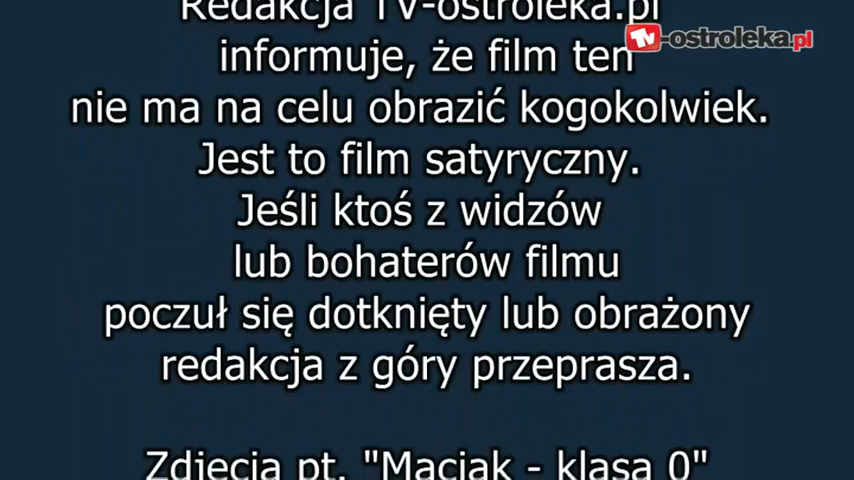 Redakcja TV-ostroleka.pl
TV-ostroleka.pl
informuje, że film ten
nie ma na celu obrazić kogokolwiek.
Jest to film satyryczny.
Jeśli ktoś z widzów
lub bohaterów filmu
poczuł się dotknięty lub obrażony
redakcja z góry przeprasza.
Zdjęcia pt. "Maciak - klasa 0"